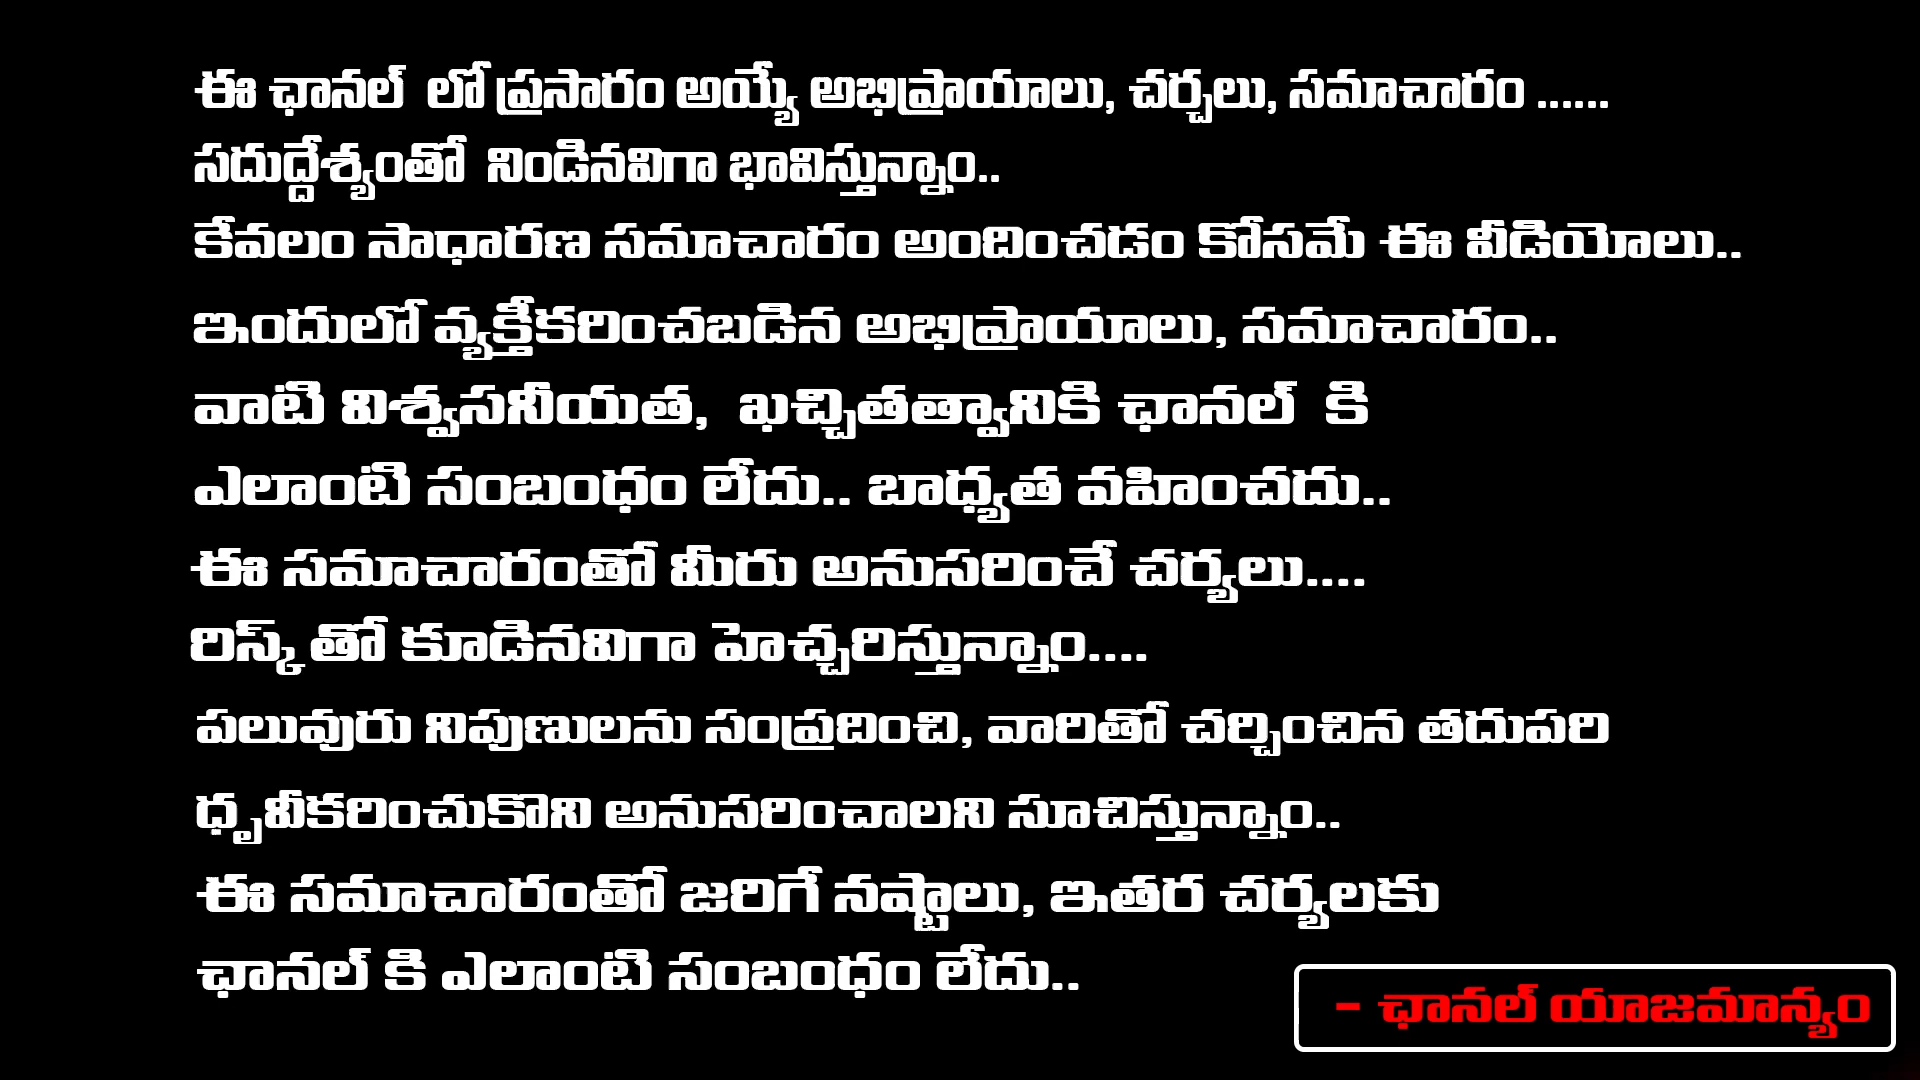 ఈ ఛానల్ లో ప్రసారం అయ్యే అభిప్రాయాలు, చర్చలు, సమాచారం ......
సదుద్దేశ్యంతో నిండినవిగా భావిస్తున్నాం..
కేవలం సాధారణ సమాచారం అందించడం కోసమే ఈ వీడియోలు..
ఇందులో వ్యక్తీకరించబడిన అభిప్రాయాలు, సమాచారం..
వాటి విశ్వసనీయత, ఖచ్చితత్వానికి ఛానల్ కి
ఎలాంటి సంబంధం లేదు.. బాధ్యత వహించదు..
ఈ సమాచారంతో మీరు అనుసరించే చర్యలు....
రిస్క్ తో కూడినవిగా హెచ్చరిస్తున్నాం....
పలువురు నిపుణులను సంప్రదించి, వారితో చర్చించిన తదుపరి
ధృవీకరించుకొని అనుసరించాలని సూచిస్తున్నాం..
ఈ సమాచారంతో జరిగే నష్టాలు, ఇతర చర్యలకు
ఛానల్ కి ఎలాంటి సంబంధం లేదు..
- ఛానల్ యాజమాన్యం